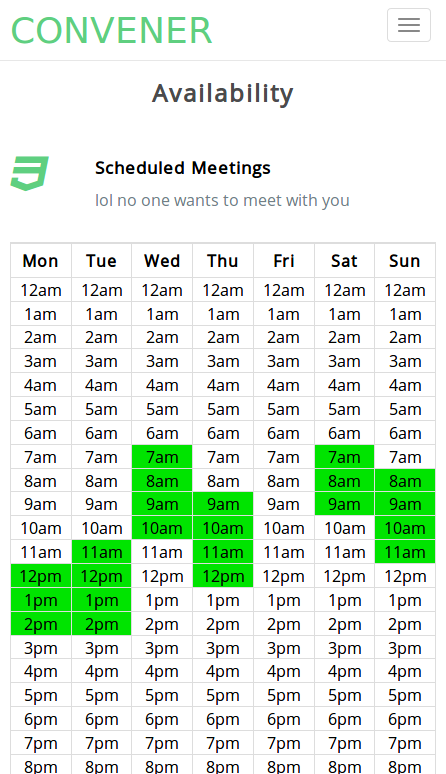 CONVENER
Availability
Scheduled Meetings
lol no one wants to meet with you
Mon Tue Wed Thu Fri Sat Sun
12am 12am 12am 12am 12am 12am 12am
1am 1am 1am 1am 1am 1am 1am
2am 2am 2am 2am 2am 2am 2am
3am 3am 3am 3am 3am 3am 3am
4am 4am 4am 4am 4am 4am 4am
5am 5am 5am 5am 5am 5am 5am
6am 6am 6am 6am 6am 6am 6am
7am 7am 7am 7am 7am 7am 7am
8am 8am 8am 8am 8am 8am 8am
9am 9am 9am 9am 9am 9am 9am
10am 10am 10am 10am 10am 10am 10am
11am 11am 11am 11am 11am 11am 11am
12pm 12pm 12pm 12pm 12pm 12pm 12pm
1pm 1pm 1pm 1pm 1pm 1pm 1pm
2pm 2pm 2pm 2pm 2pm 2pm 2pm
3pm 3pm 3pm 3pm 3pm 3pm 3pm
4pm 4pm 4pm 4pm 4pm 4pm 4pm
5pm 5pm 5pm 5pm 5pm 5pm 5pm
6pm 6pm 6pm 6pm 6pm 6pm 6pm
7pm 7pm 7pm 7pm 7pm 7pm 7pm
8pm 8pm 8pm 8pm 8pm 8pm 8pm